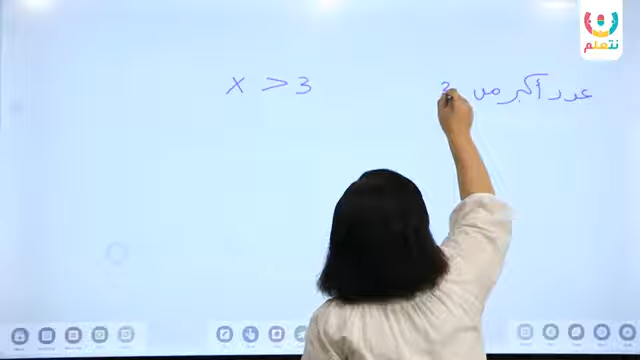 نتعلم
عدد أكبر من 3
x > 3